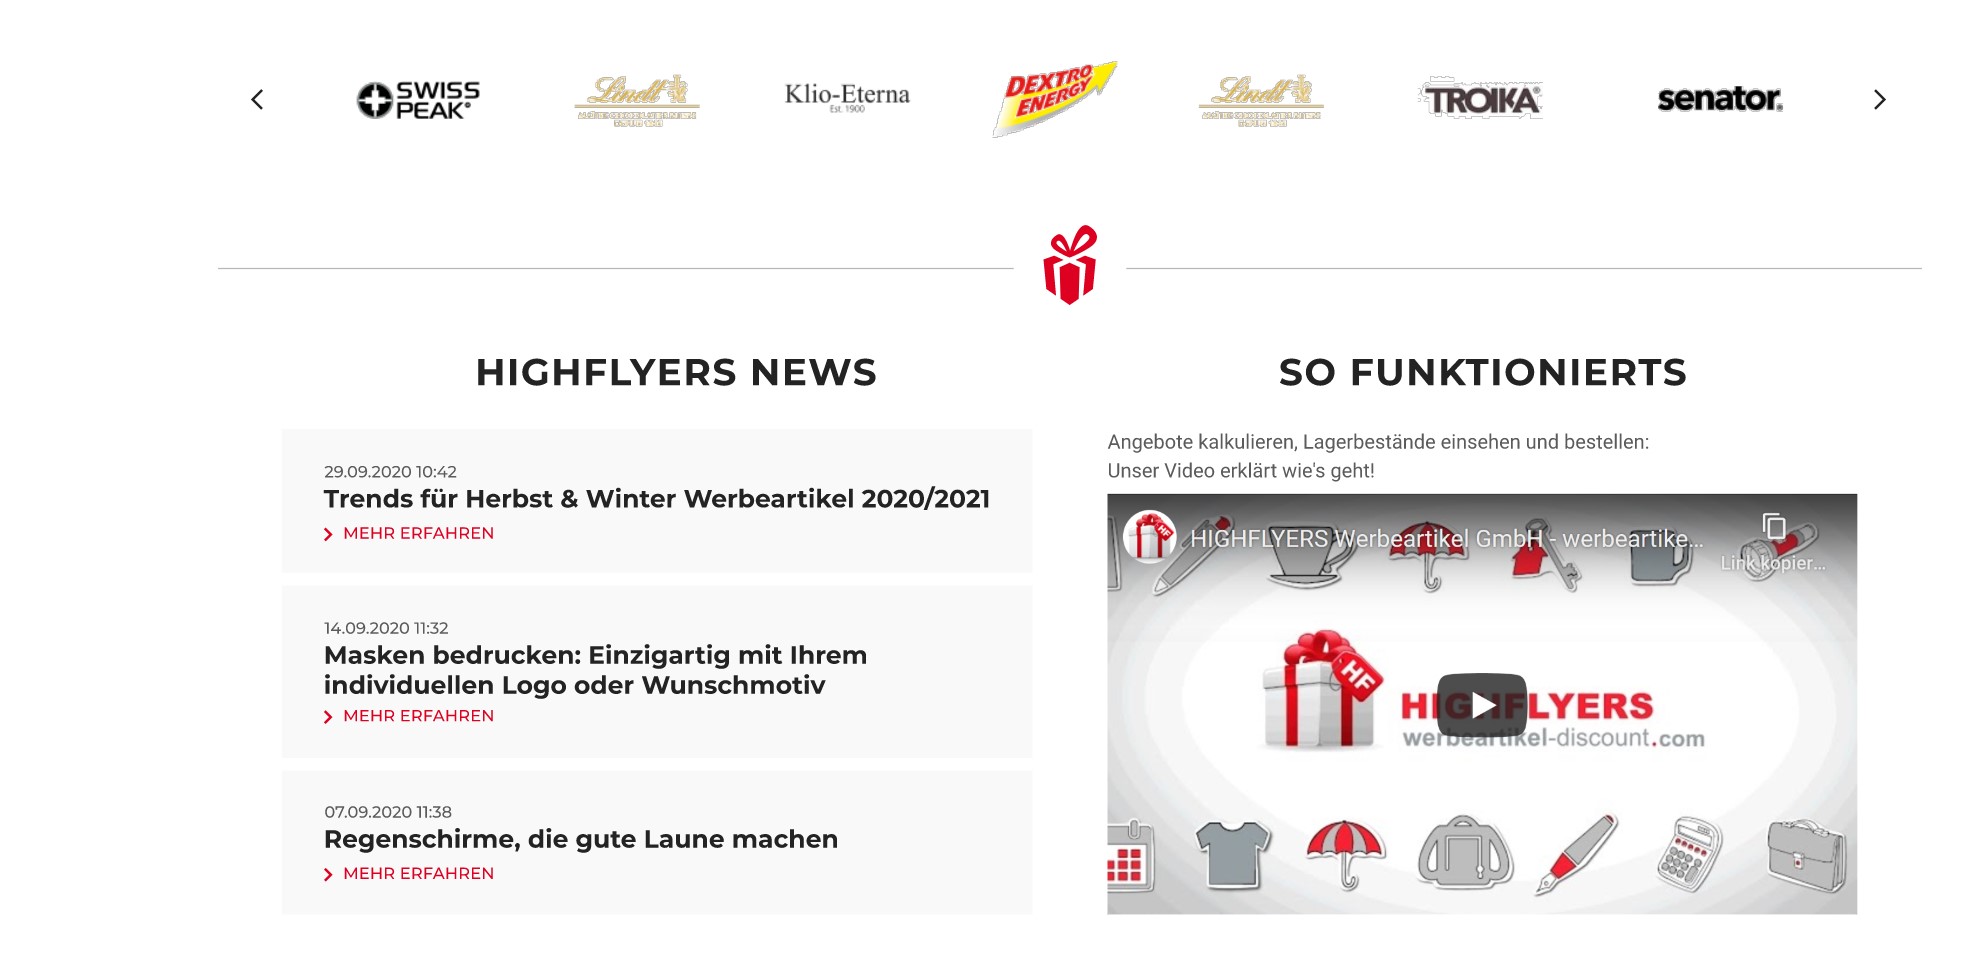 SWISS PEAK®
Lindt
Klio-Eterna
Est. 1900
DEXTRO ENERGY
Lindt
TROIKA®
senator®
HIGHFLYERS NEWS
29.09.2020 10:42
Trends für Herbst & Winter Werbeartikel 2020/2021
MEHR ERFAHREN
14.09.2020 11:32
Masken bedrucken: Einzigartig mit Ihrem
individuellen Logo oder Wunschmotiv
MEHR ERFAHREN
07.09.2020 11:38
Regenschirme, die gute Laune machen
MEHR ERFAHREN
SO FUNKTIONIERTS
Angebote kalkulieren, Lagerbestände einsehen und bestellen:
Unser Video erklärt wie's geht!
HF
HIGHFLYERS Werbeartikel GmbH - werbeartike...
Link kopier...
HF
HIGHFLYERS
werbeartikel-discount.com